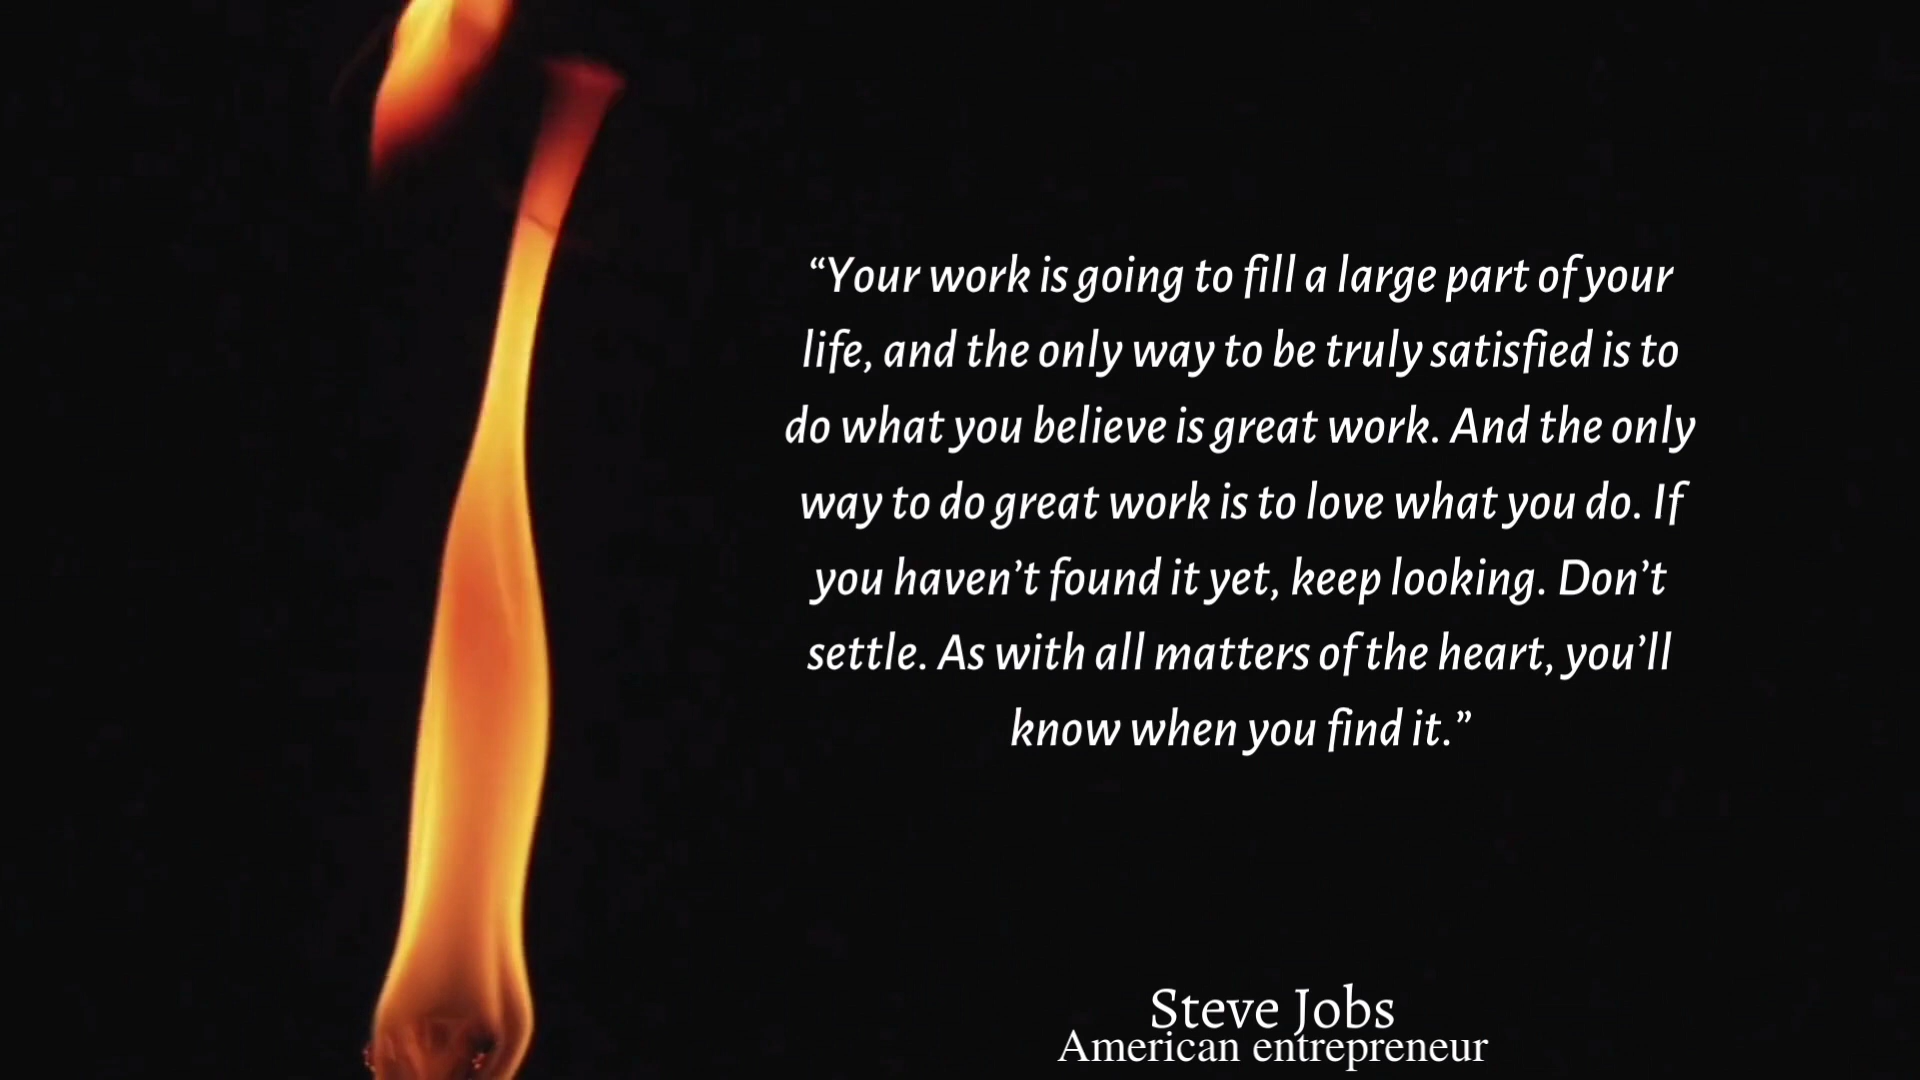 “Your work is going to fill a large part of your
life, and the only way to be truly satisfied is to
do what you believe is great work. And the only
way to do great work is to love what you do. If
you haven’t found it yet, keep looking. Don’t
settle. As with all matters of the heart, you’ll
know when you find it.”
Steve Jobs
American entrepreneur